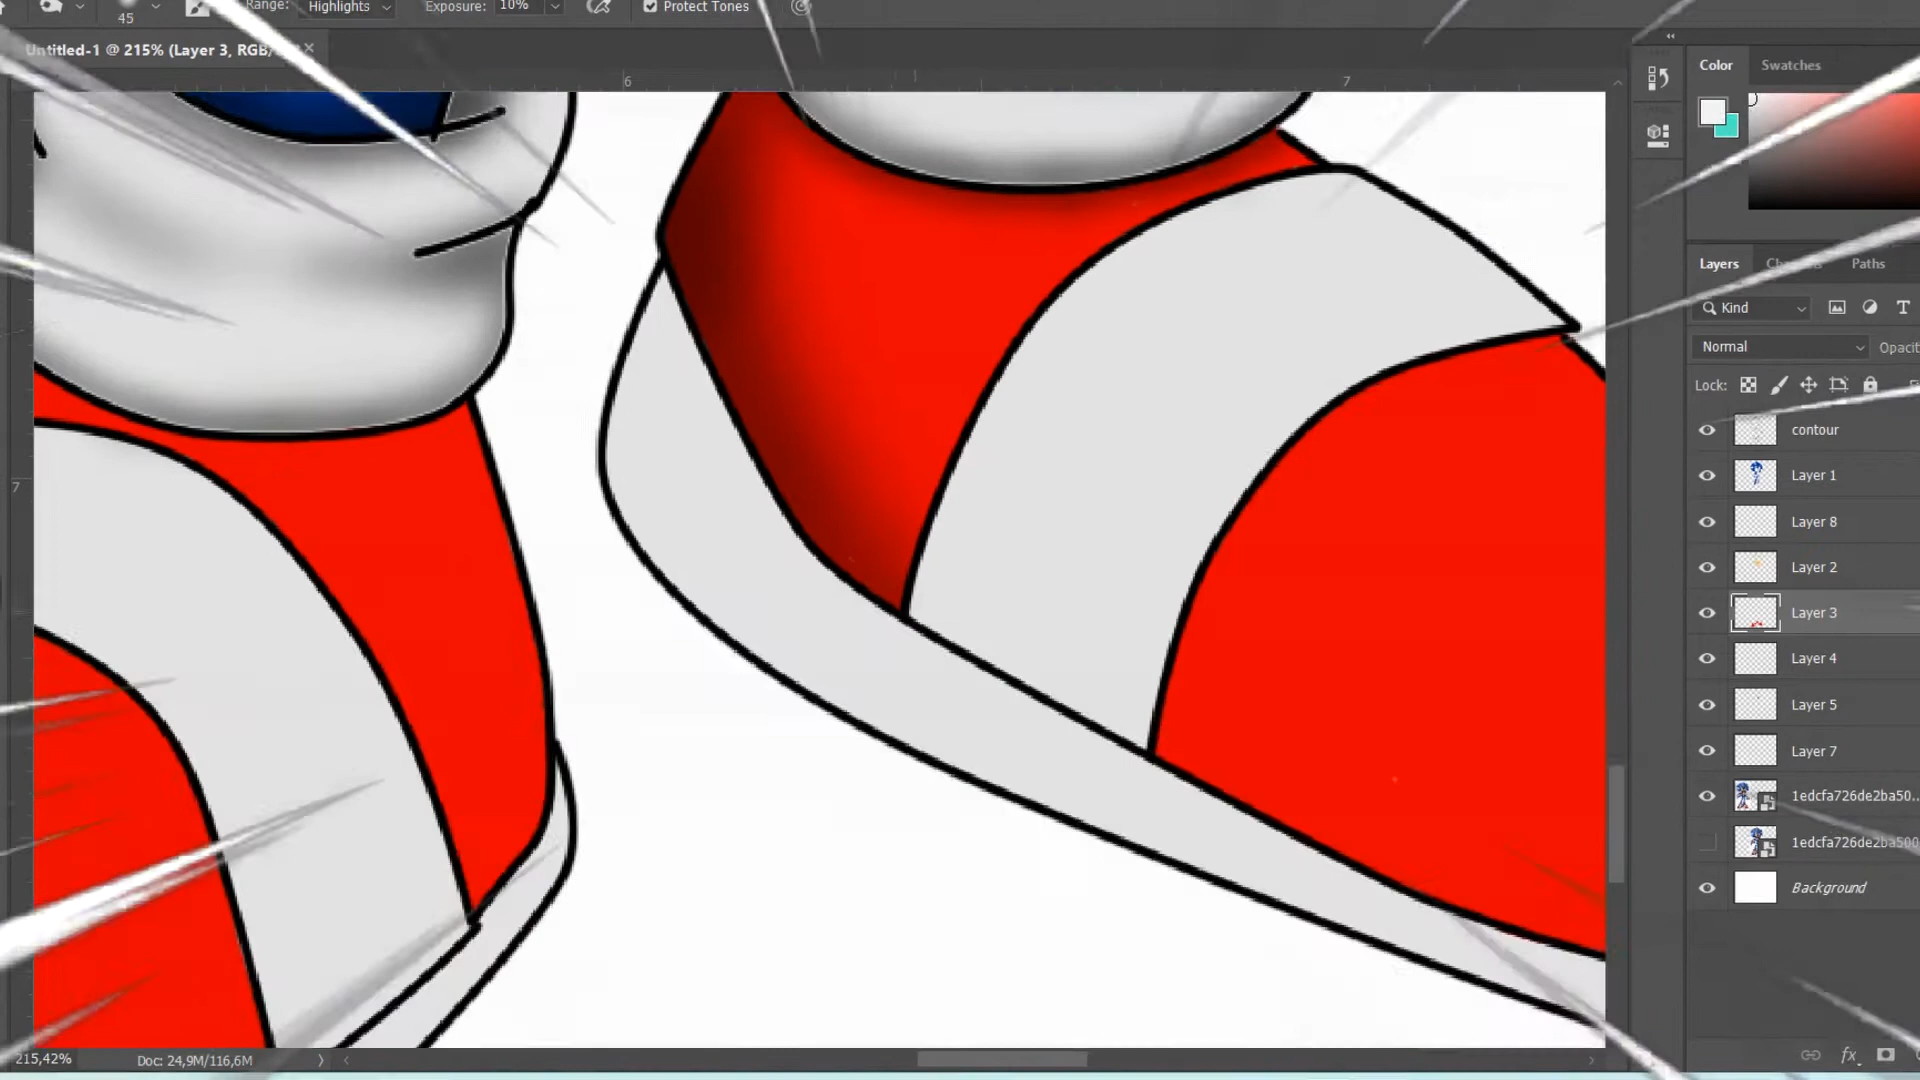 Range: Highlights Exposure: 10% Protect Tones
45
Untitled-1 @ 215% (Layer 3, RGB/
6 7
7
Color Swatches
Layers Paths
Kind
Normal
Lock:
contour
Layer 1
Layer 8
Layer 2
Layer 3
Layer 4
Layer 5
Layer 7
1edcfa726de2ba50...
1edcfa726de2ba500
Background
fx
215,42% Doc: 24,9M/116,6M